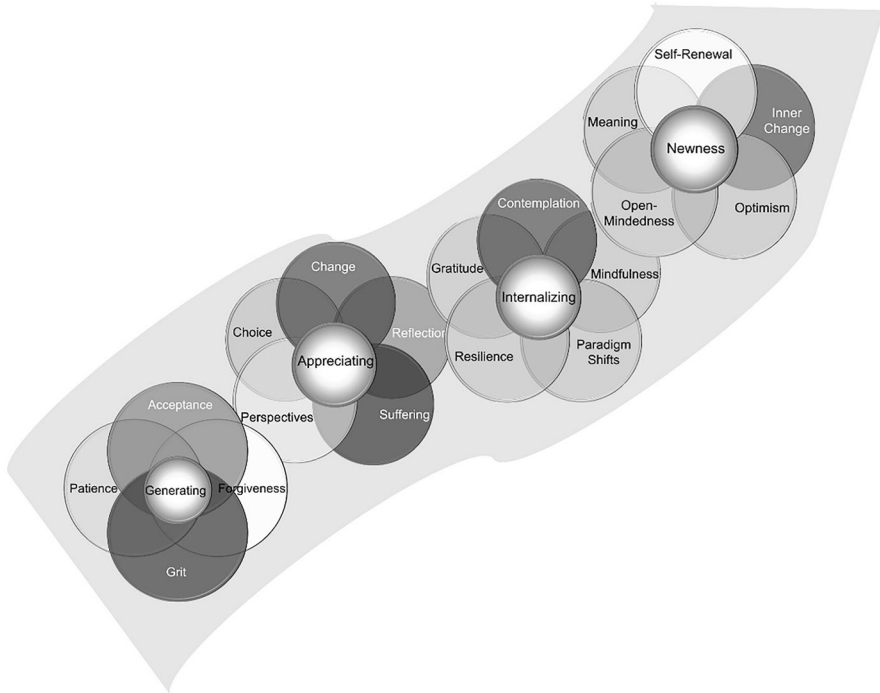 Self-Renewal
Meaning
Inner
Change
Newness
Open-
Mindedness
Optimism
Contemplation
Gratitude
Mindfulness
Internalizing
Resilience
Paradigm
Shifts
Change
Choice
Reflection
Appreciating
Perspectives
Suffering
Acceptance
Patience
Generating
Forgiveness
Grit